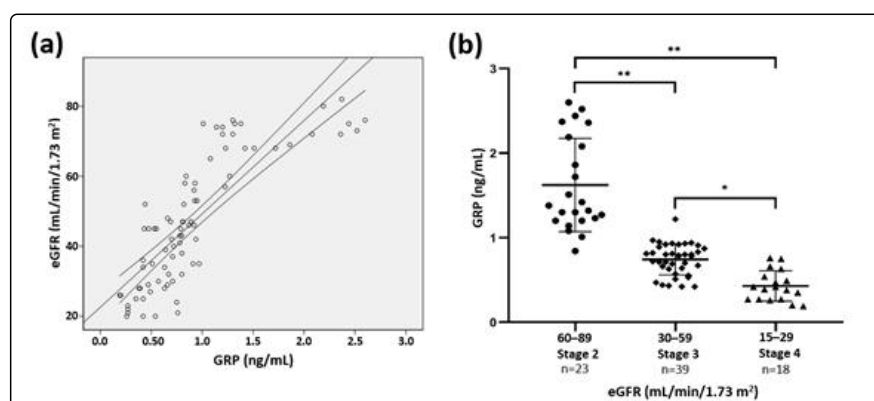 (a)
eGFR (mL/min/1.73 m²)
80
60
40
20
0.0 0.50 1.0 1.5 2.0 2.5 3.0
GRP (ng/mL)
(b)
**
**
*
GRP (ng/mL)
3
2
1
0
60–89 30–59 15–29
Stage 2 Stage 3 Stage 4
n=23 n=39 n=18
eGFR (mL/min/1.73 m²)